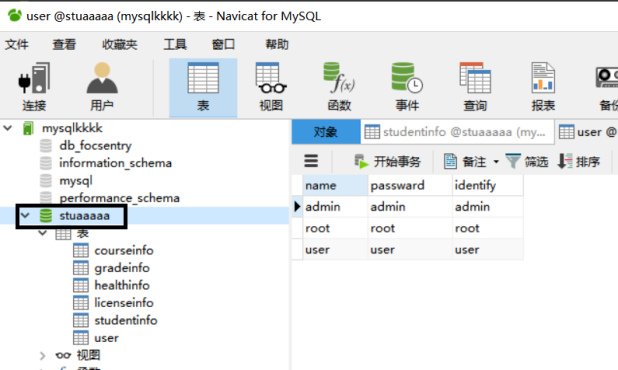 user @stuaaaaa (mysqlkkkk) - 表 - Navicat for MySQL
文件 查看 收藏夹 工具 窗口 帮助
连接 用户 表 视图 函数 事件 查询 报表 备份
mysqlkkkk
db_focsentry
information_schema
mysql
performance_schema
stuaaaaa
表
courseinfo
gradeinfo
healthinfo
licenseinfo
studentinfo
user
视图
对象 studentinfo @stuaaaaa (my... user @
开始事务 备注 筛选 排序
name passward identify
admin admin admin
root root root
user user user